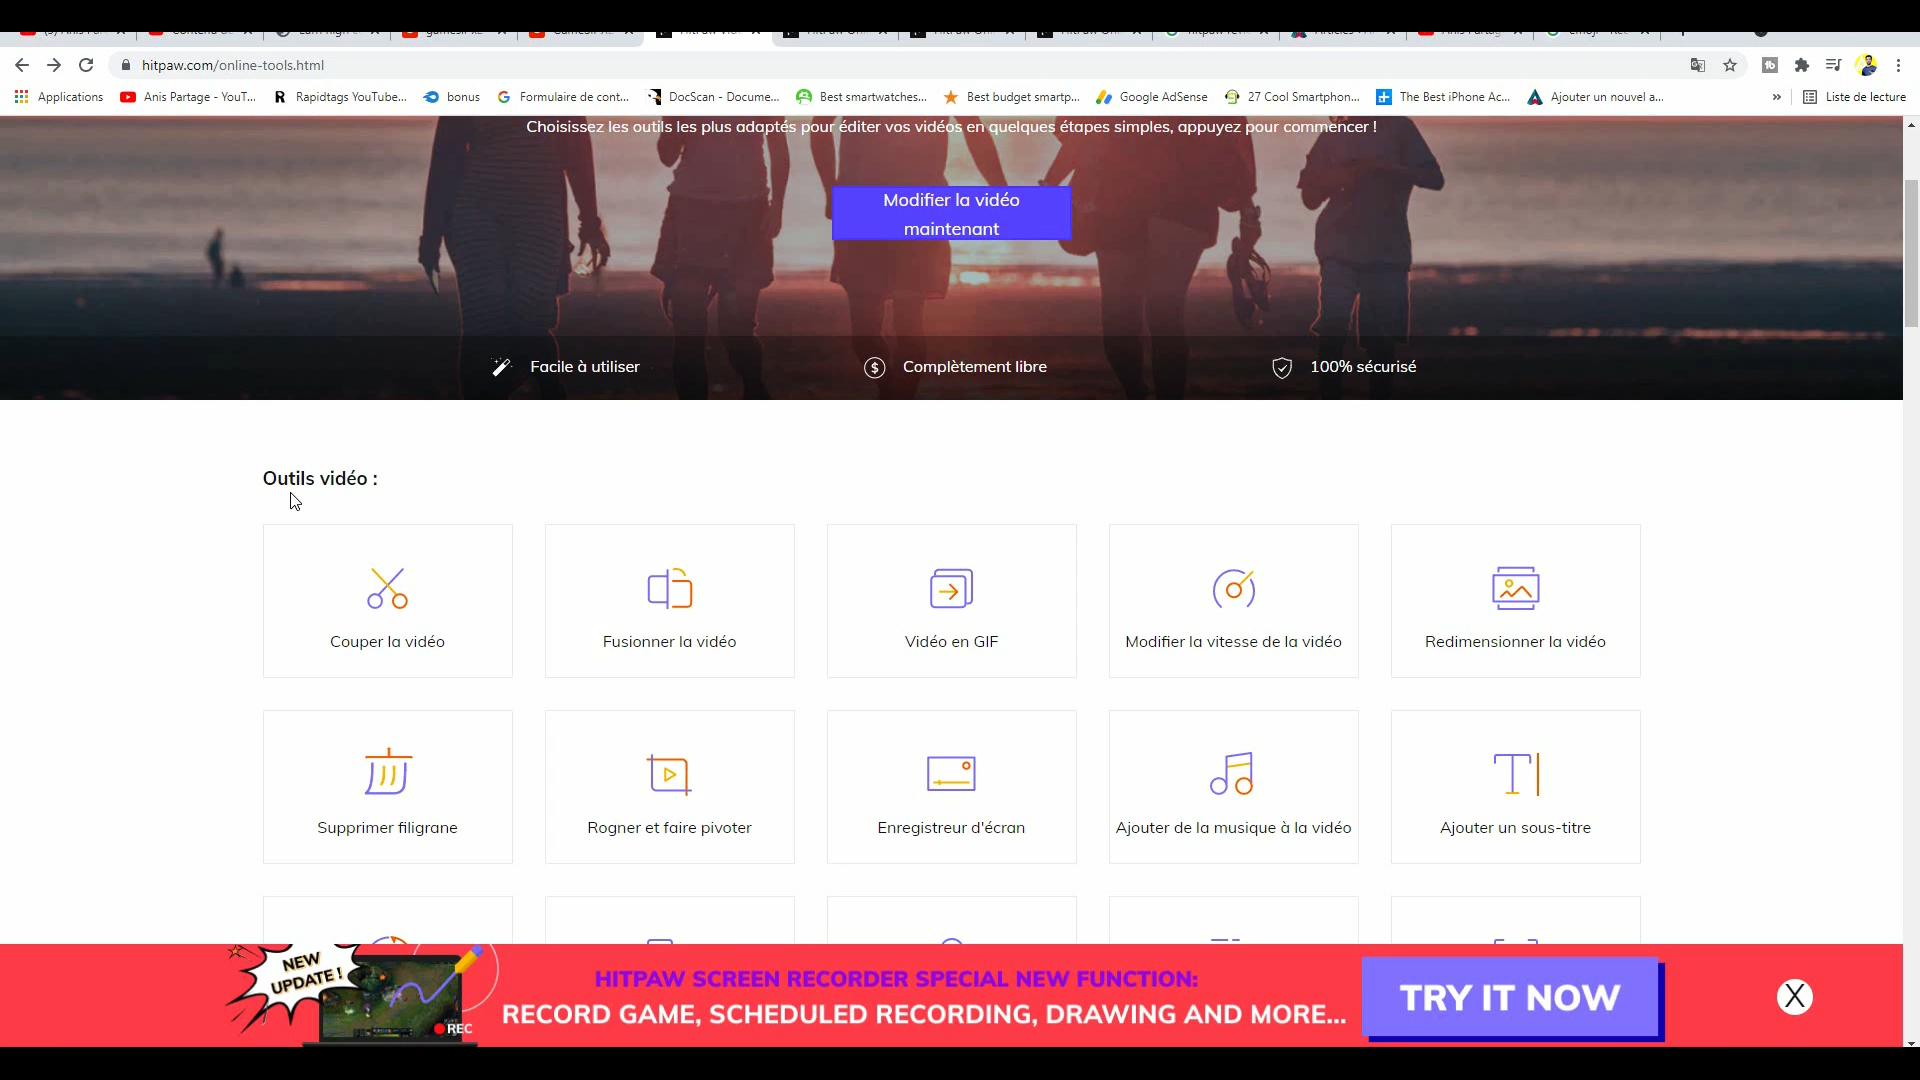 hitpaw.com/online-tools.html
Applications
Anis Partage - YouT...
Rapidtags YouTube...
bonus
Formulaire de cont...
DocScan - Docume...
Best smartwatches...
Best budget smartp...
Google AdSense
27 Cool Smartphon...
The Best iPhone Ac...
Ajouter un nouvel a...
»
Liste de lecture
Choisissez les outils les plus adaptés pour éditer vos vidéos en quelques étapes simples, appuyez pour commencer !
Modifier la vidéo
maintenant
Facile à utiliser
Complètement libre
100% sécurisé
Outils vidéo :
Couper la vidéo
Fusionner la vidéo
Vidéo en GIF
Modifier la vitesse de la vidéo
Redimensionner la vidéo
Supprimer filigrane
Rogner et faire pivoter
Enregistreur d'écran
Ajouter de la musique à la vidéo
Ajouter un sous-titre
NEW
UPDATE !
REC
HITPAW SCREEN RECORDER SPECIAL NEW FUNCTION:
RECORD GAME, SCHEDULED RECORDING, DRAWING AND MORE...
TRY IT NOW
X